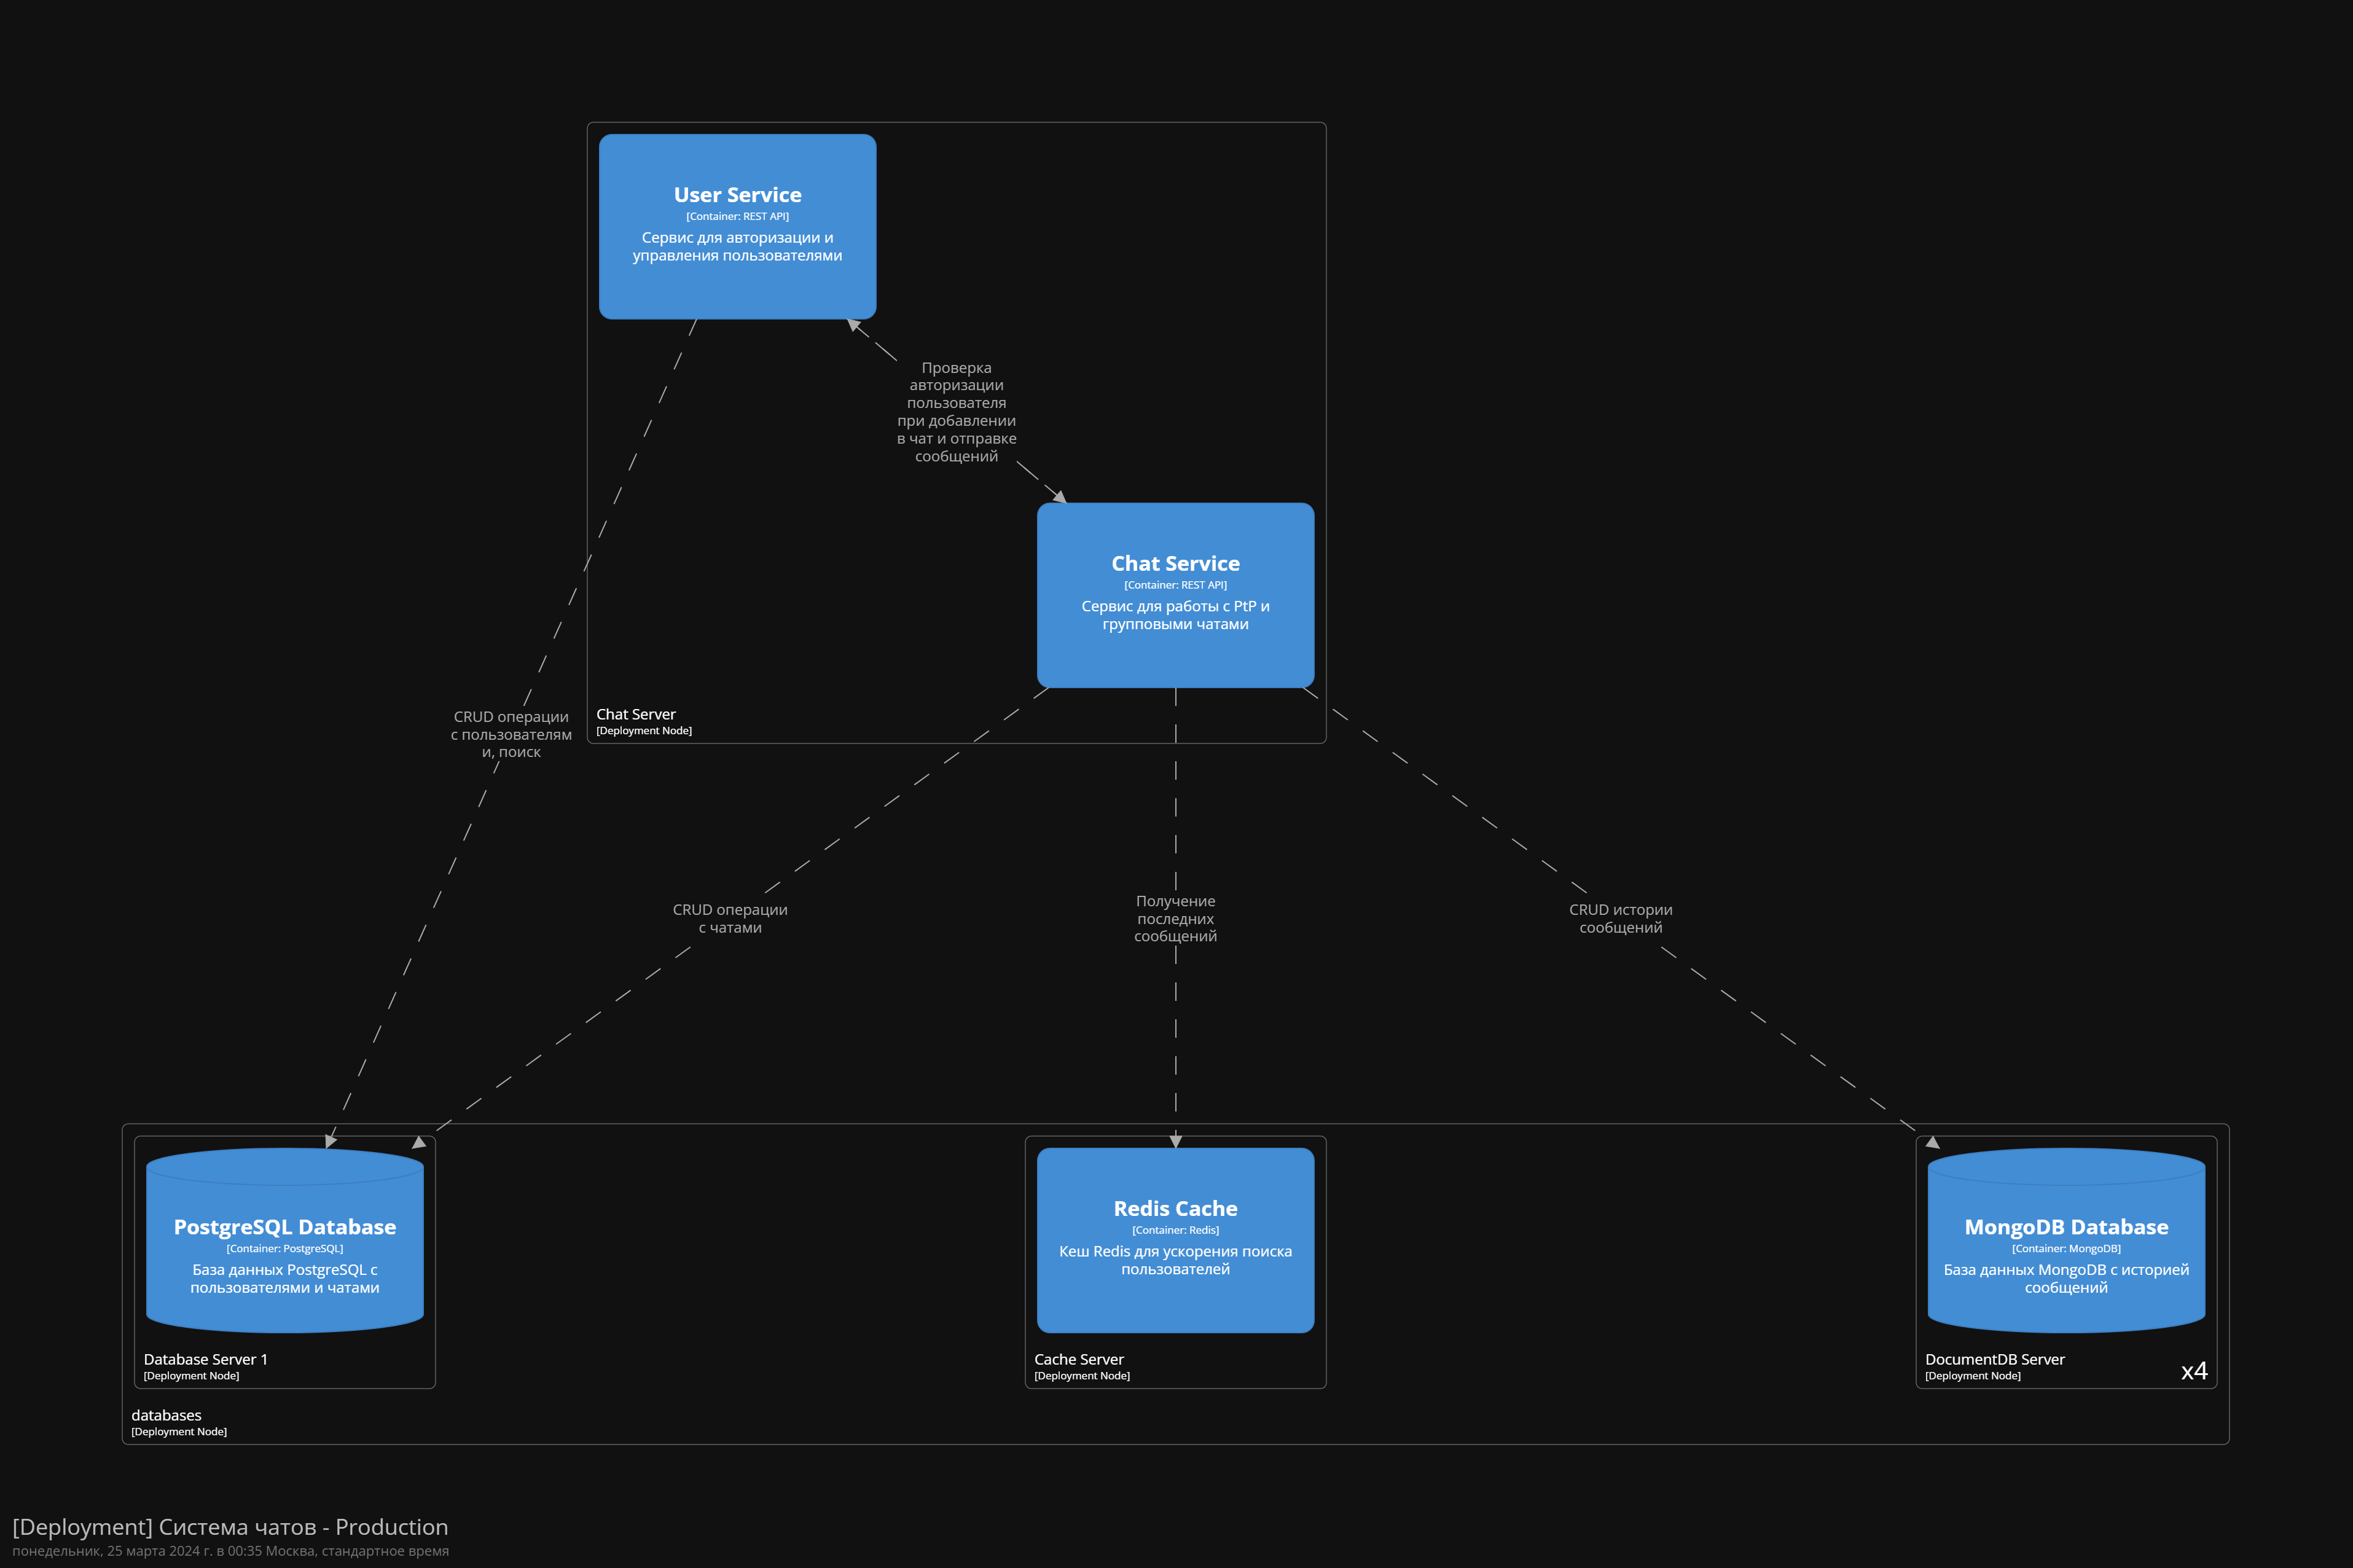 User Service
[Container: REST API]
Сервис для авторизации и
управления пользователями
Проверка
авторизации
пользователя
при добавлении
в чат и отправке
сообщений
Chat Service
[Container: REST API]
Сервис для работы с PtP и
групповыми чатами
Chat Server
[Deployment Node]
CRUD операции
с пользователям
и, поиск
CRUD операции
с чатами
Получение
последних
сообщений
CRUD истории
сообщений
PostgreSQL Database
[Container: PostgreSQL]
База данных PostgreSQL с
пользователями и чатами
Database Server 1
[Deployment Node]
Redis Cache
[Container: Redis]
Кеш Redis для ускорения поиска
пользователей
Cache Server
[Deployment Node]
MongoDB Database
[Container: MongoDB]
База данных MongoDB с историей
сообщений
DocumentDB Server
[Deployment Node]
x4
databases
[Deployment Node]
[Deployment] Система чатов - Production
понедельник, 25 марта 2024 г. в 00:35 Москва, стандартное время